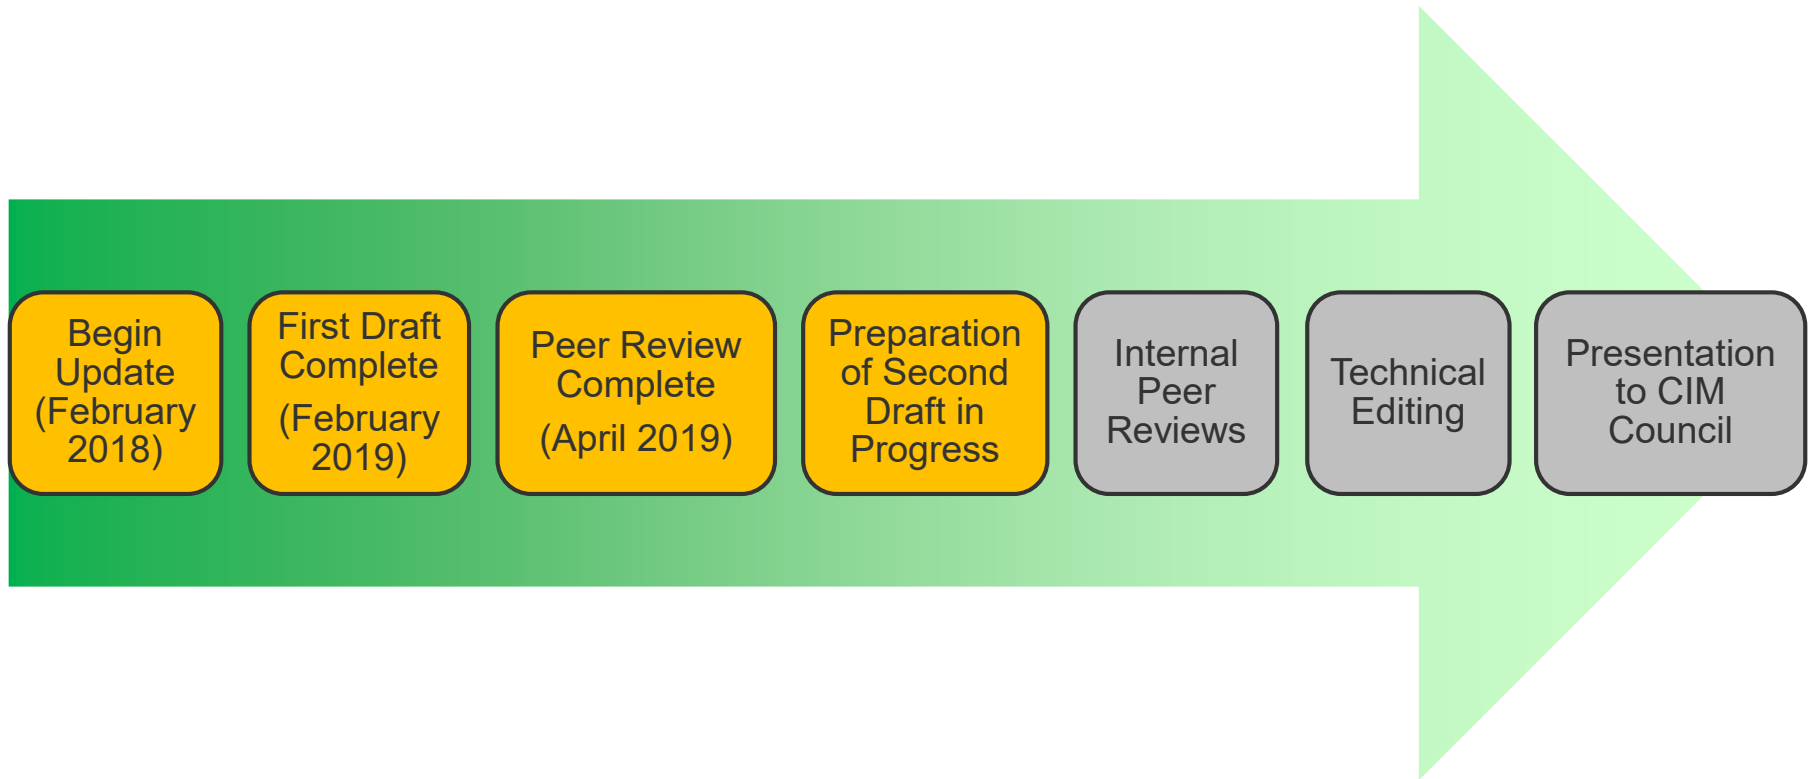 Begin
Update
(February
2018)
First Draft
Complete
(February
2019)
Peer Review
Complete
(April 2019)
Preparation
of Second
Draft in
Progress
Internal
Peer
Reviews
Technical
Editing
Presentation
to CIM
Council